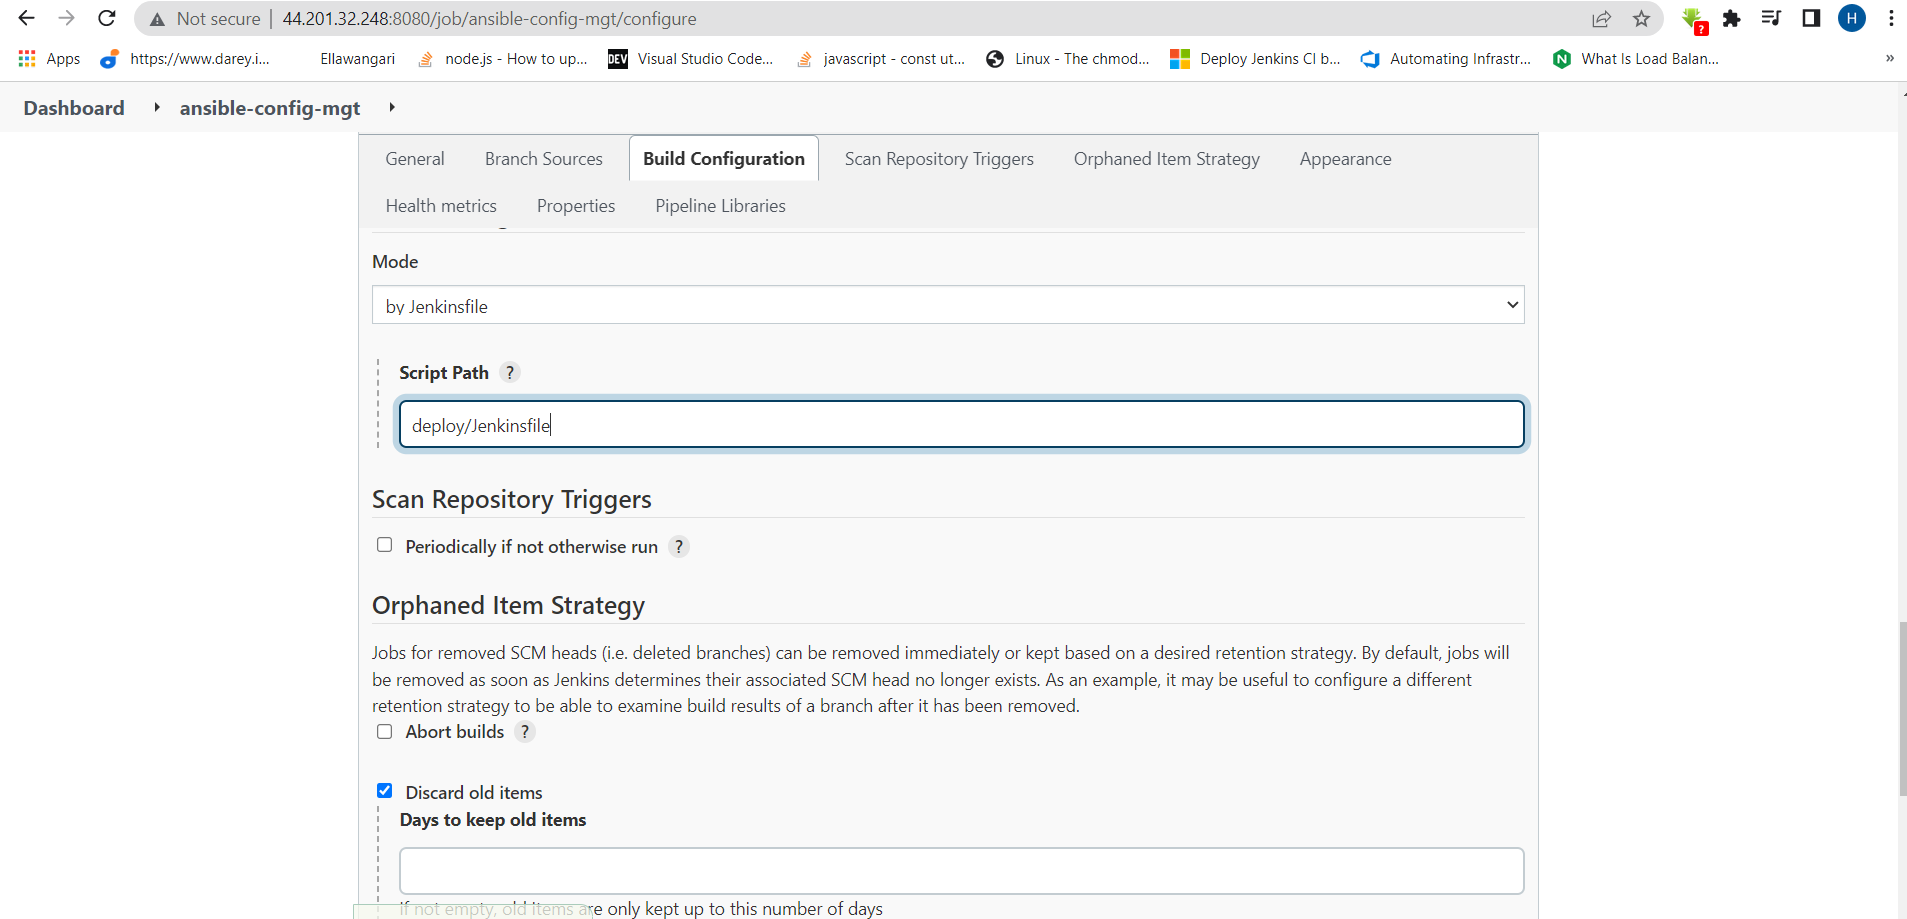 Not secure | 44.201.32.248:8080/job/ansible-config-mgt/configure
?
H
Apps https://www.darey.i... Ellawangari node.js - How to up... DEV Visual Studio Code... javascript - const ut... Linux - The chmod... Deploy Jenkins CI b... Automating Infrastr... N What Is Load Balan... »
Dashboard ansible-config-mgt
General Branch Sources Build Configuration Scan Repository Triggers Orphaned Item Strategy Appearance
Health metrics Properties Pipeline Libraries
Mode
by Jenkinsfile
Script Path ?
deploy/Jenkinsfile
Scan Repository Triggers
Periodically if not otherwise run ?
Orphaned Item Strategy
Jobs for removed SCM heads (i.e. deleted branches) can be removed immediately or kept based on a desired retention strategy. By default, jobs will
be removed as soon as Jenkins determines their associated SCM head no longer exists. As an example, it may be useful to configure a different
retention strategy to be able to examine build results of a branch after it has been removed.
Abort builds ?
Discard old items
Days to keep old items
If not empty, old items are only kept up to this number of days